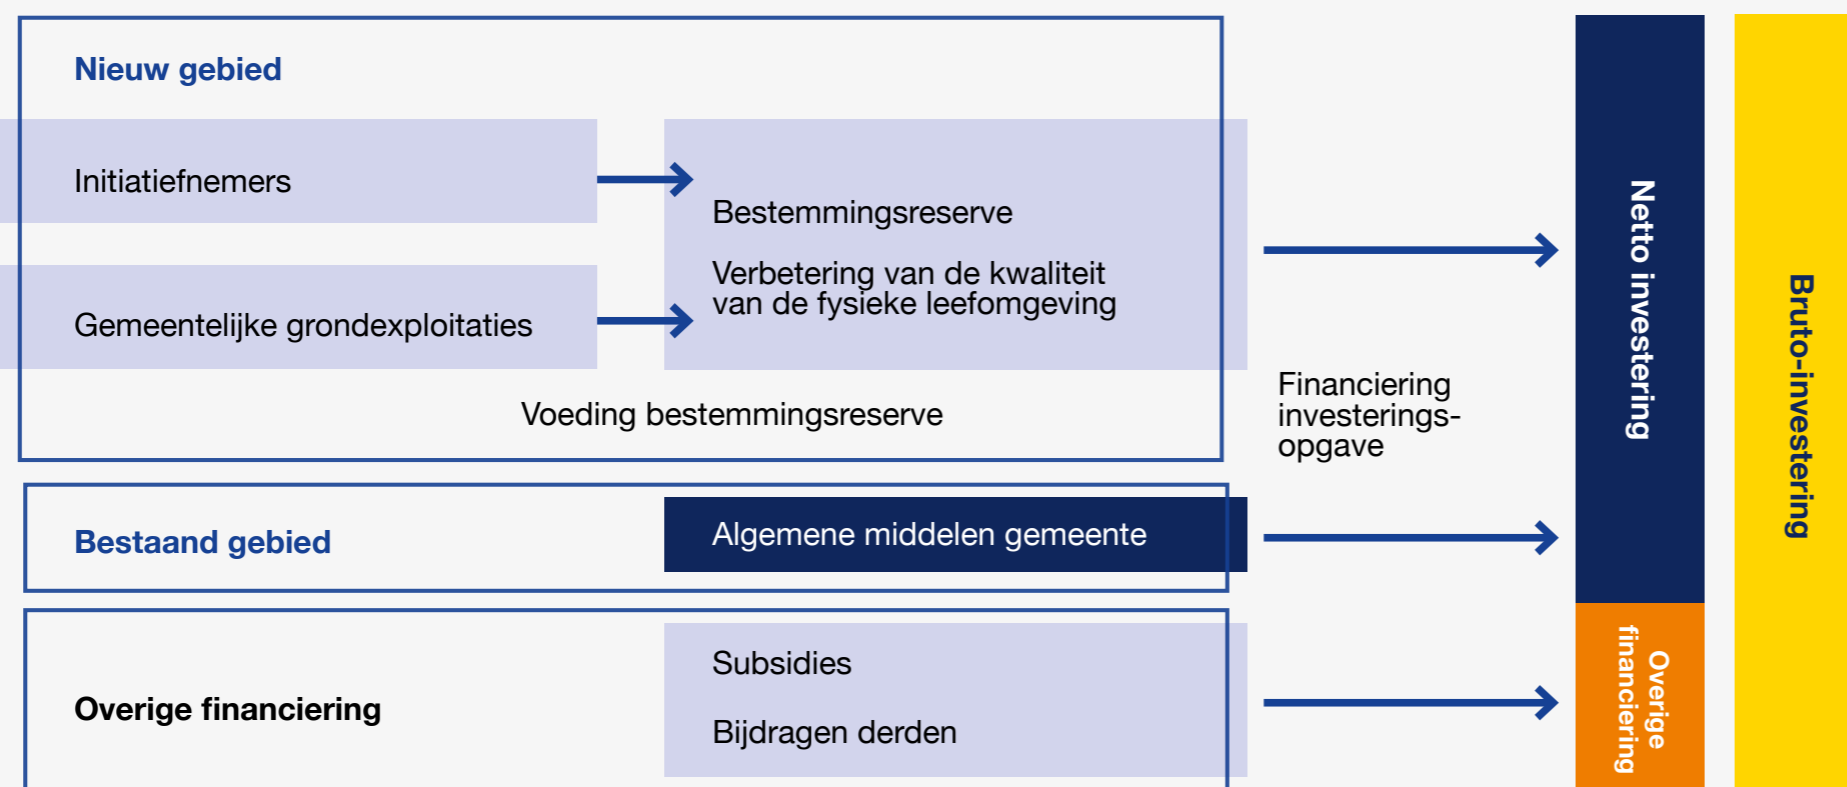 Nieuw gebied
Initiatiefnemers
Gemeentelijke grondexploitaties
Bestemmingsreserve
Verbetering van de kwaliteit
van de fysieke leefomgeving
Voeding bestemmingsreserve
Bestaand gebied
Algemene middelen gemeente
Overige financiering
Subsidies
Bijdragen derden
Financiering
investerings-
opgave
Netto investering
Overige
financiering
Bruto-investering